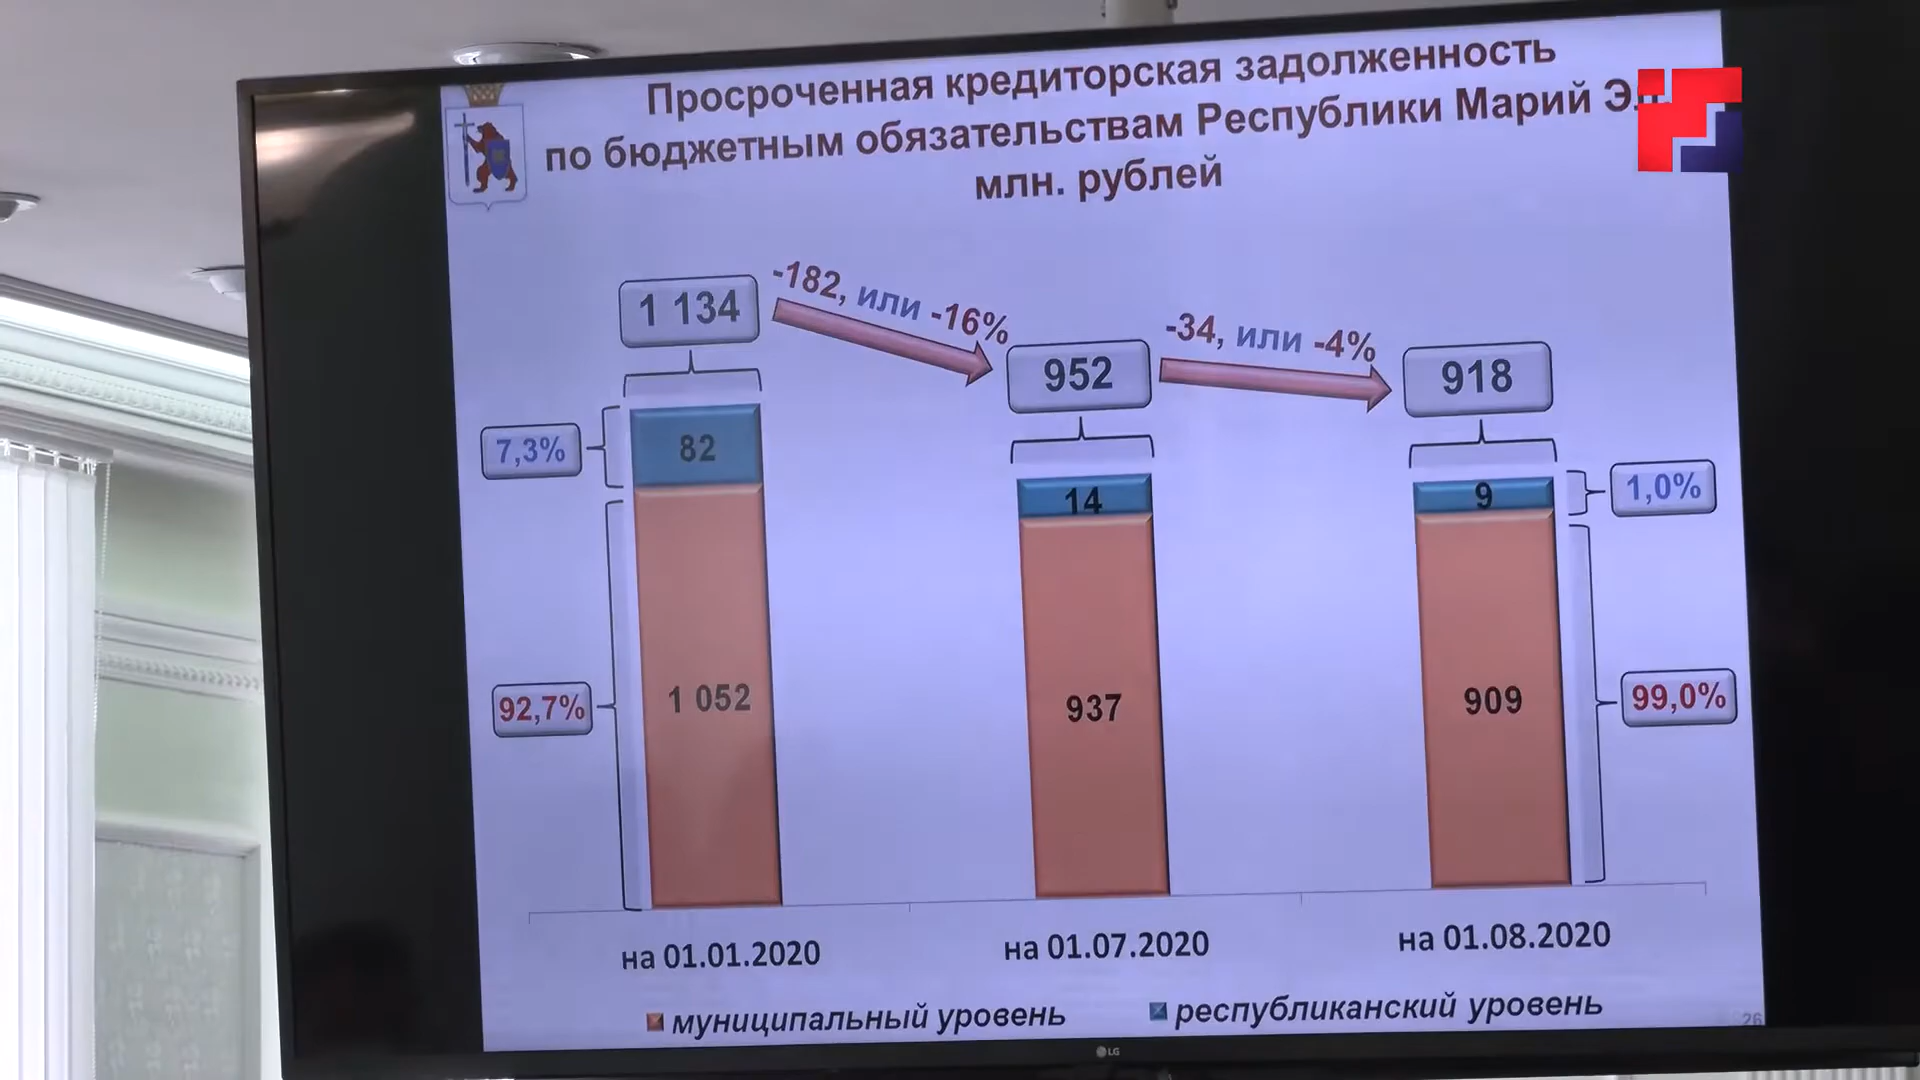 Просроченная кредиторская задолженность
по бюджетным обязательствам Республики Марий Эл
млн. рублей
1 134
-182, или -16%
952
-34, или -4%
918
7,3%
82
14
9
1,0%
92,7%
1 052
937
909
99,0%
на 01.01.2020
на 01.07.2020
на 01.08.2020
муниципальный уровень
республиканский уровень
26
LG